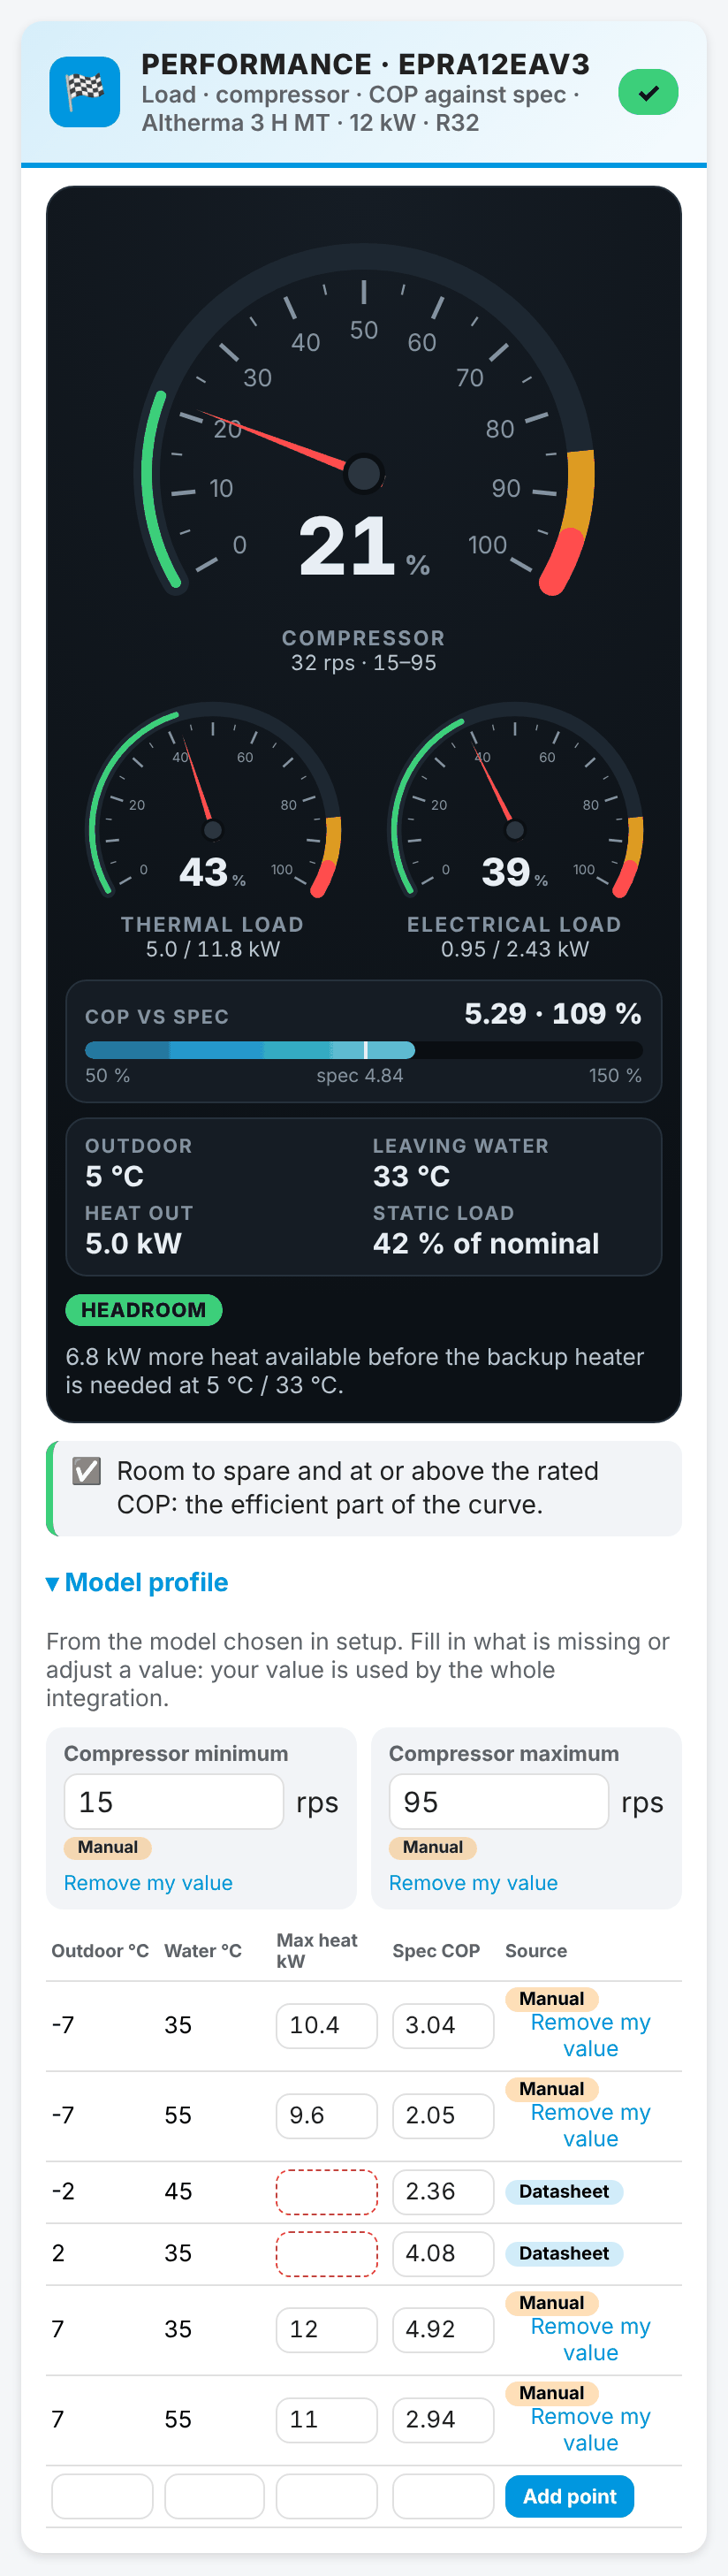 PERFORMANCE · EPRA12EAV3
Load · compressor · COP against spec ·
Altherma 3 H MT · 12 kW · R32
0
10
20
30
40
50
60
70
80
90
100
21 %
COMPRESSOR
32 rps · 15–95
0
20
40
60
80
100
43 %
THERMAL LOAD
5.0 / 11.8 kW
0
20
40
60
80
100
39 %
ELECTRICAL LOAD
0.95 / 2.43 kW
COP VS SPEC 5.29 · 109 %
50 % spec 4.84 150 %
OUTDOOR LEAVING WATER
5 °C 33 °C
HEAT OUT STATIC LOAD
5.0 kW 42 % of nominal
HEADROOM
6.8 kW more heat available before the backup heater
is needed at 5 °C / 33 °C.
Room to spare and at or above the rated
COP: the efficient part of the curve.
▾ Model profile
From the model chosen in setup. Fill in what is missing or
adjust a value: your value is used by the whole
integration.
Compressor minimum
15 rps
Manual
Remove my value
Compressor maximum
95 rps
Manual
Remove my value
Outdoor °C Water °C Max heat kW Spec COP Source
-7 35 10.4 3.04 Manual
Remove my
value
-7 55 9.6 2.05 Manual
Remove my
value
-2 45 2.36 Datasheet
2 35 4.08 Datasheet
7 35 12 4.92 Manual
Remove my
value
7 55 11 2.94 Manual
Remove my
value
Add point